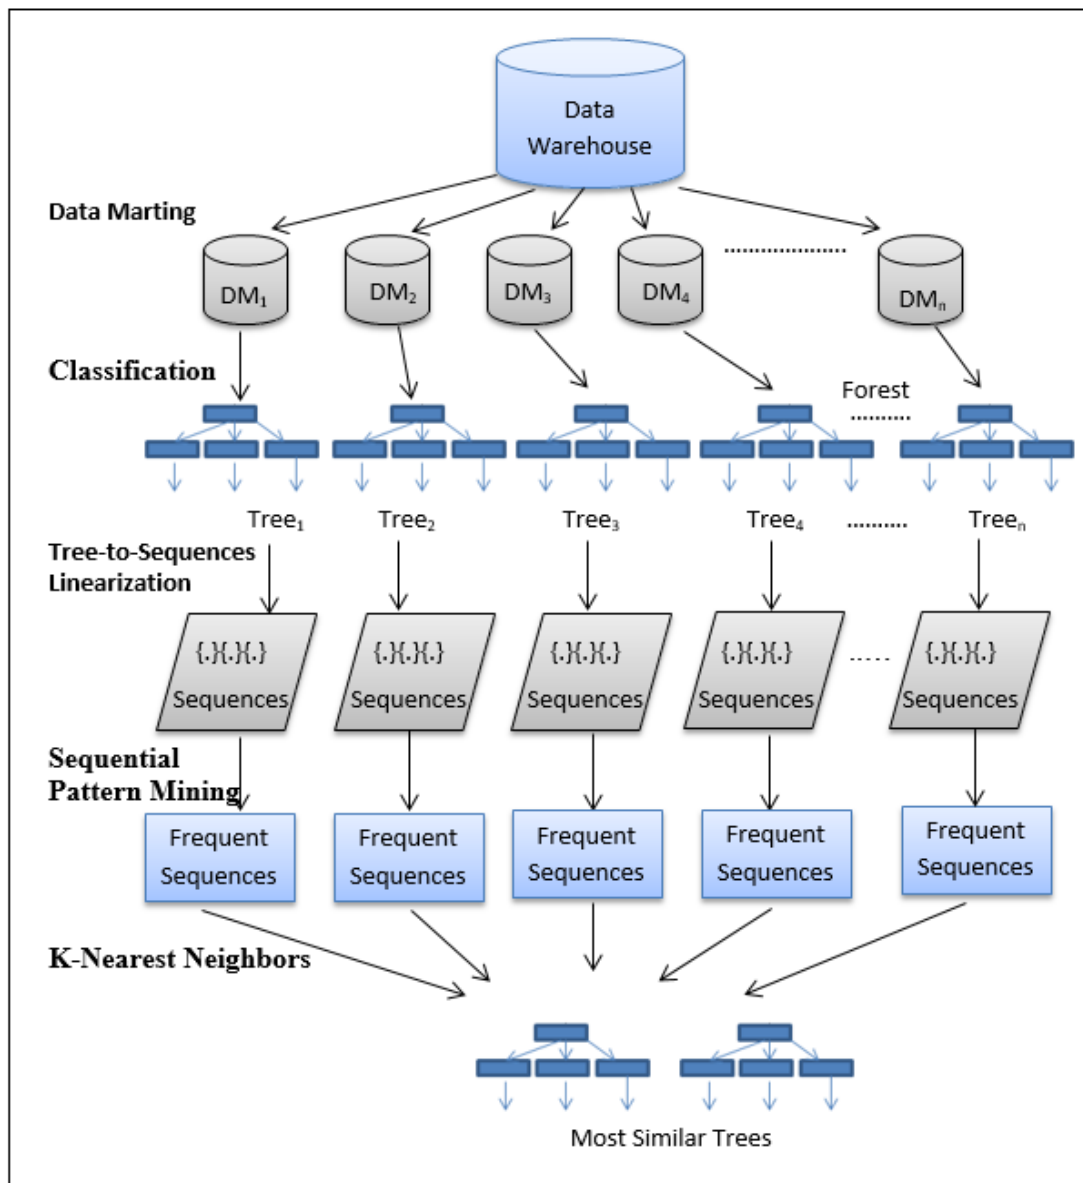 Data
Warehouse
Data Marting
DM₁ DM₂ DM₃ DM₄ ..................... DMₙ
Classification
Forest
..........
Tree₁ Tree₂ Tree₃ Tree₄ .......... Treeₙ
Tree-to-Sequences
Linearization
{.}{.}{.} {.}{.}{.} {.}{.}{.} {.}{.}{.} ..... {.}{.}{.}
Sequences Sequences Sequences Sequences Sequences
Sequential
Pattern Mining
Frequent Frequent Frequent Frequent Frequent
Sequences Sequences Sequences Sequences Sequences
K-Nearest Neighbors
Most Similar Trees